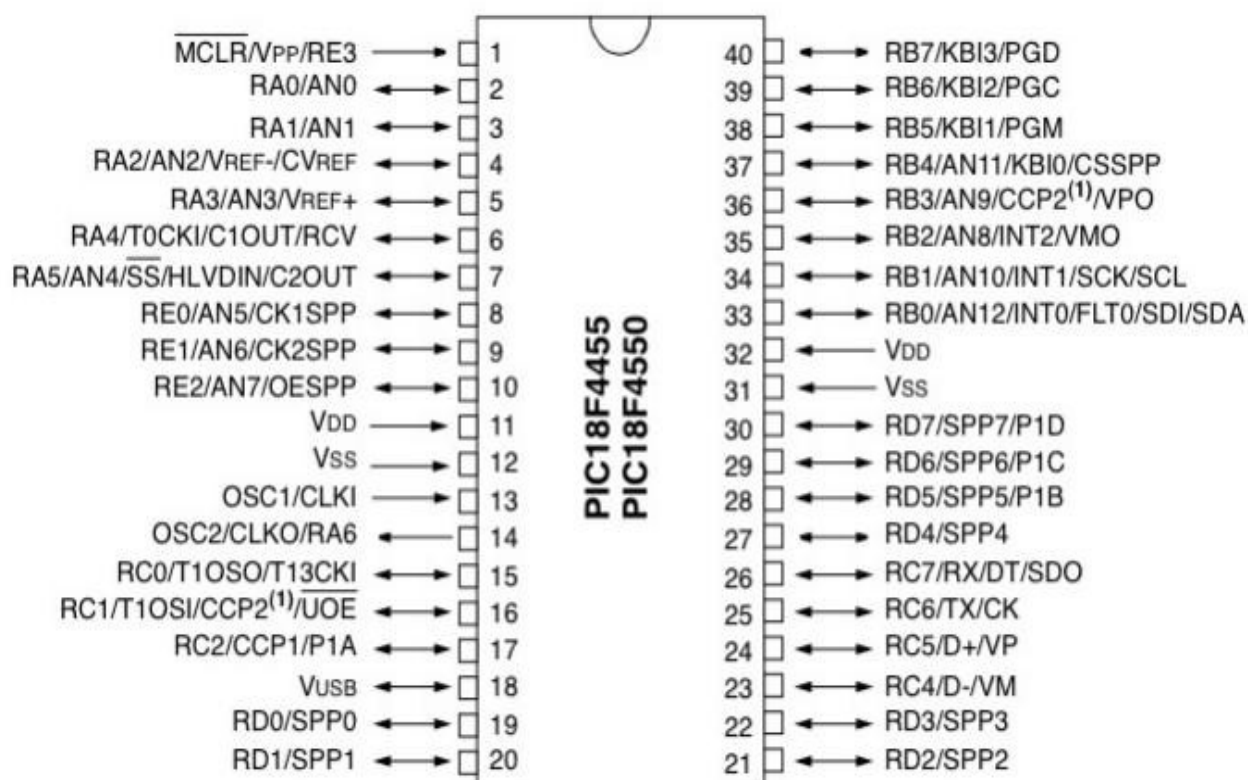 MCLR/VPP/RE3 1
RA0/AN0 2
RA1/AN1 3
RA2/AN2/VREF-/CVREF 4
RA3/AN3/VREF+ 5
RA4/T0CKI/C1OUT/RCV 6
RA5/AN4/SS/HLVDIN/C2OUT 7
RE0/AN5/CK1SPP 8
RE1/AN6/CK2SPP 9
RE2/AN7/OESPP 10
VDD 11
VSS 12
OSC1/CLKI 13
OSC2/CLKO/RA6 14
RC0/T1OSO/T13CKI 15
RC1/T1OSI/CCP2(1)/UOE 16
RC2/CCP1/P1A 17
VUSB 18
RD0/SPP0 19
RD1/SPP1 20
PIC18F4455
PIC18F4550
40 RB7/KBI3/PGD
39 RB6/KBI2/PGC
38 RB5/KBI1/PGM
37 RB4/AN11/KBI0/CSSPP
36 RB3/AN9/CCP2(1)/VPO
35 RB2/AN8/INT2/VMO
34 RB1/AN10/INT1/SCK/SCL
33 RB0/AN12/INT0/FLT0/SDI/SDA
32 VDD
31 VSS
30 RD7/SPP7/P1D
29 RD6/SPP6/P1C
28 RD5/SPP5/P1B
27 RD4/SPP4
26 RC7/RX/DT/SDO
25 RC6/TX/CK
24 RC5/D+/VP
23 RC4/D-/VM
22 RD3/SPP3
21 RD2/SPP2